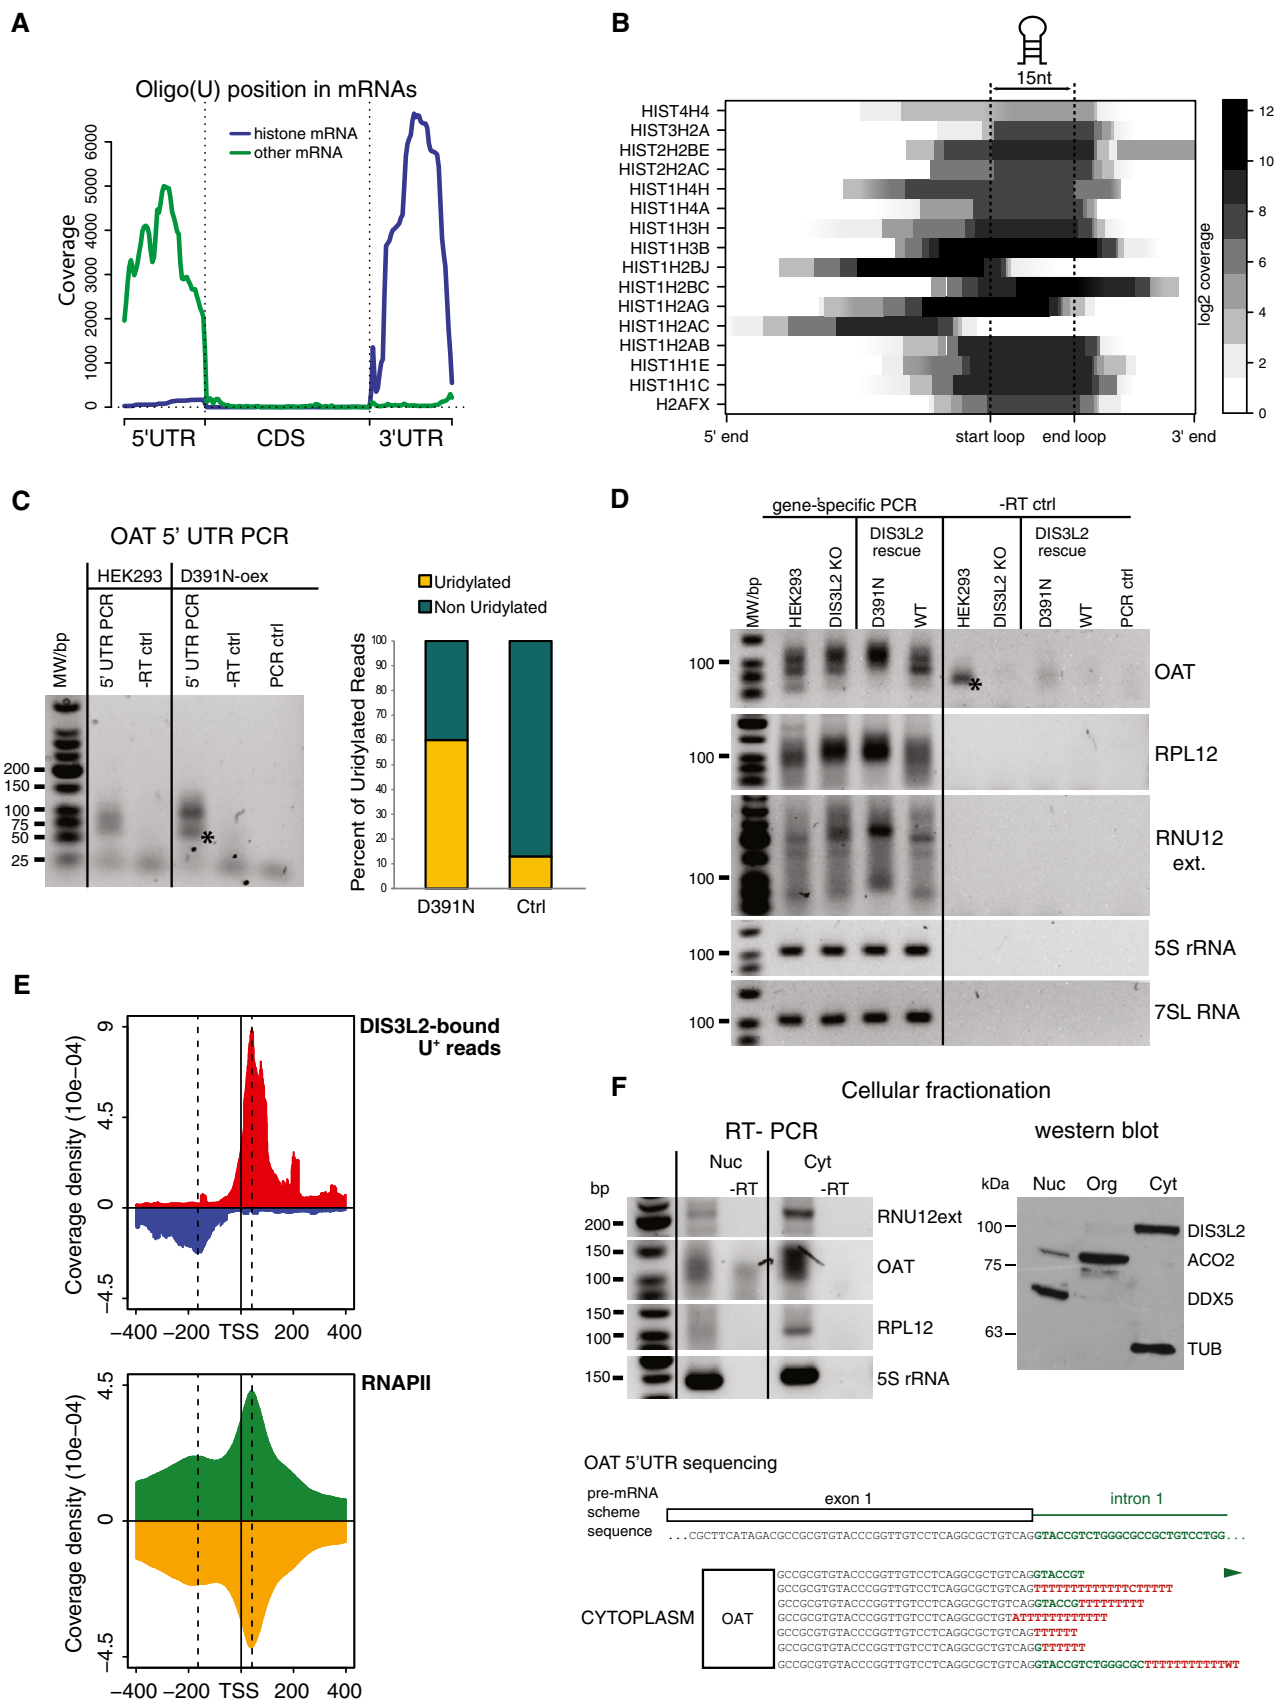 A
Oligo(U) position in mRNAs
histone mRNA
other mRNA
Coverage
6000
5000
4000
3000
2000
1000
0
5'UTR
CDS
3'UTR
B
15nt
HIST4H4
HIST3H2A
HIST2H2BE
HIST2H2AC
HIST1H4H
HIST1H4A
HIST1H3H
HIST1H3B
HIST1H2BJ
HIST1H2BC
HIST1H2AG
HIST1H2AC
HIST1H2AB
HIST1H1E
HIST1H1C
H2AFX
5' end
start loop
end loop
3' end
log2 coverage
12
10
8
6
4
2
0
C
OAT 5' UTR PCR
HEK293
D391N-oex
MW/bp
5' UTR PCR
-RT ctrl
5' UTR PCR
-RT ctrl
PCR ctrl
200
150
100
75
50
25
*
Uridylated
Non Uridylated
Percent of Uridylated Reads
100
90
80
70
60
50
40
30
20
10
0
D391N
Ctrl
D
gene-specific PCR
-RT ctrl
DIS3L2 rescue
DIS3L2 rescue
MW/bp
HEK293
DIS3L2 KO
D391N
WT
HEK293
DIS3L2 KO
D391N
WT
PCR ctrl
100
*
OAT
100
RPL12
100
RNU12
ext.
100
5S rRNA
100
7SL RNA
E
DIS3L2-bound
U+ reads
Coverage density (10e−04)
9
4.5
0
−4.5
−400
−200
TSS
200
400
RNAPII
Coverage density (10e−04)
4.5
0
−4.5
−400
−200
TSS
200
400
F
Cellular fractionation
RT- PCR
Nuc
Cyt
bp
-RT
-RT
200
RNU12ext
150
100
OAT
150
100
RPL12
150
5S rRNA
western blot
kDa
Nuc
Org
Cyt
100
75
63
DIS3L2
ACO2
DDX5
TUB
OAT 5'UTR sequencing
pre-mRNA
scheme
sequence
exon 1
intron 1
...CGCTTCATAGACGCCGCGTGTACCCGGTTGTCCTCAGGCGCTGTCAGGTACCGTCTGGGCGCCGCTGTCCTGG...
CYTOPLASM
OAT
GCCGCGTGTACCCGGTTGTCCTCAGGCGCTGTCAGGTACCGT
GCCGCGTGTACCCGGTTGTCCTCAGGCGCTGTCAGTTTTTTTTTTTTTCTTTTT
GCCGCGTGTACCCGGTTGTCCTCAGGCGCTGTCAGGTACCGTTTTTTTTT
GCCGCGTGTACCCGGTTGTCCTCAGGCGCTGTATTTTTTTTTTTT
GCCGCGTGTACCCGGTTGTCCTCAGGCGCTGTCAGTTTTTT
GCCGCGTGTACCCGGTTGTCCTCAGGCGCTGTCAGGTTTTTT
GCCGCGTGTACCCGGTTGTCCTCAGGCGCTGTCAGGTACCGTCTGGGCGCTTTTTTTTTTTWT